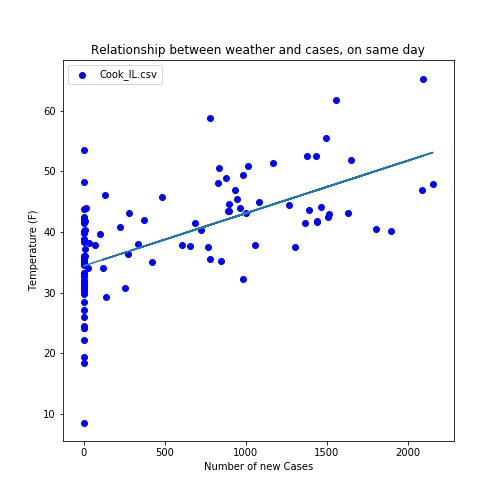 Relationship between weather and cases, on same day
Cook_IL.csv
60
50
40
30
20
10
Temperature (F)
0
500
1000
1500
2000
Number of new Cases